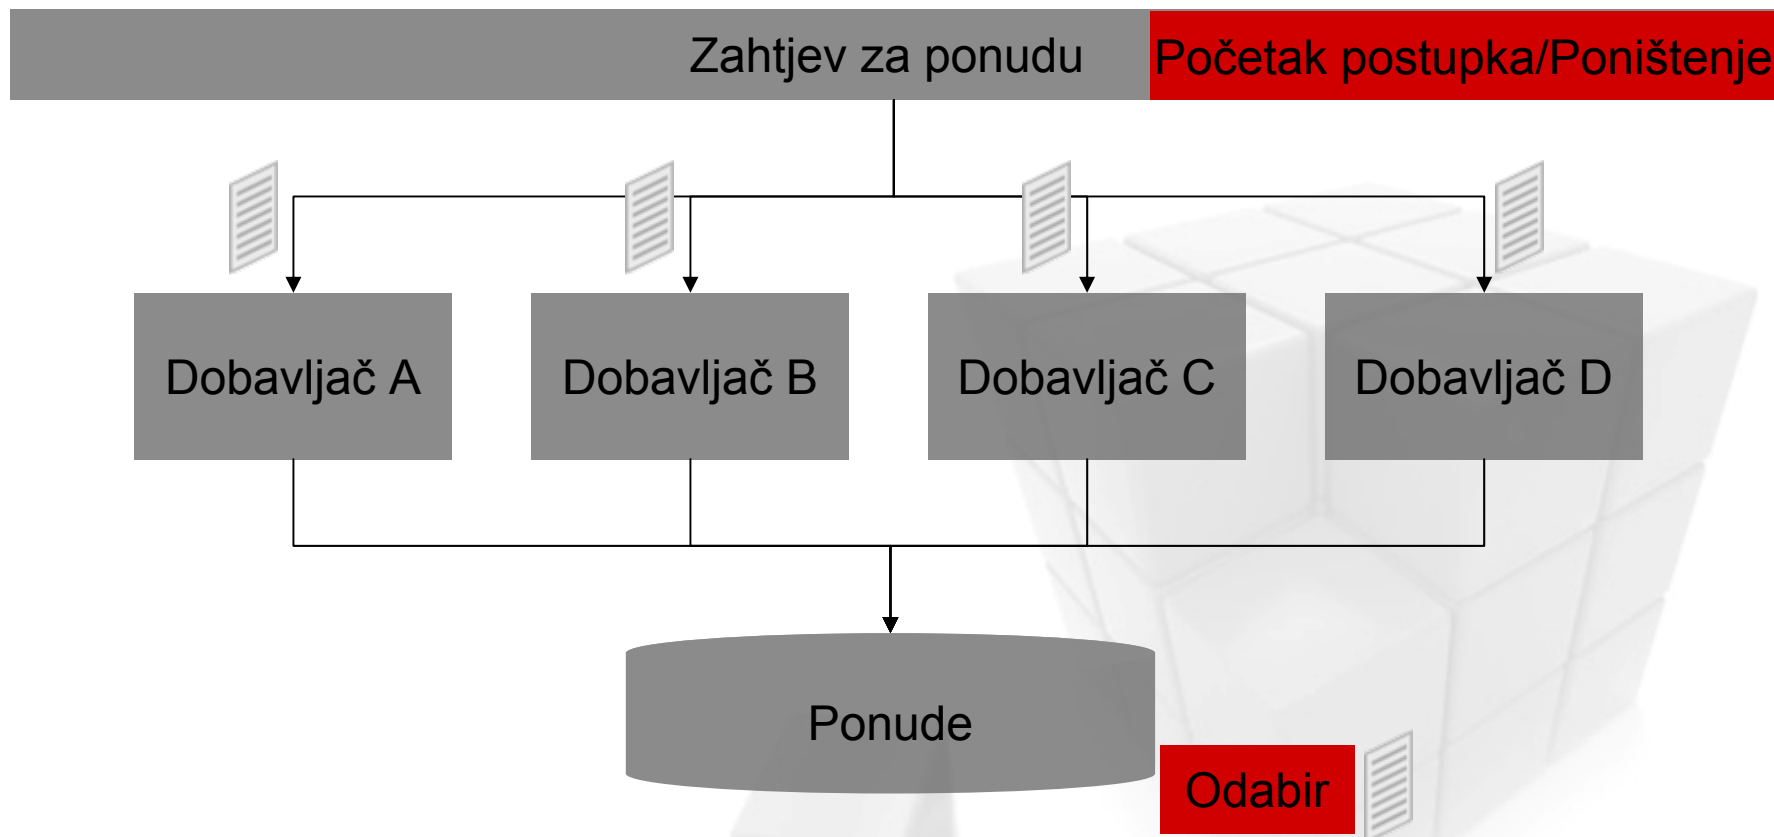 Zahtjev za ponudu
Početak postupka/Poništenje
Dobavljač A
Dobavljač B
Dobavljač C
Dobavljač D
Ponude
Odabir